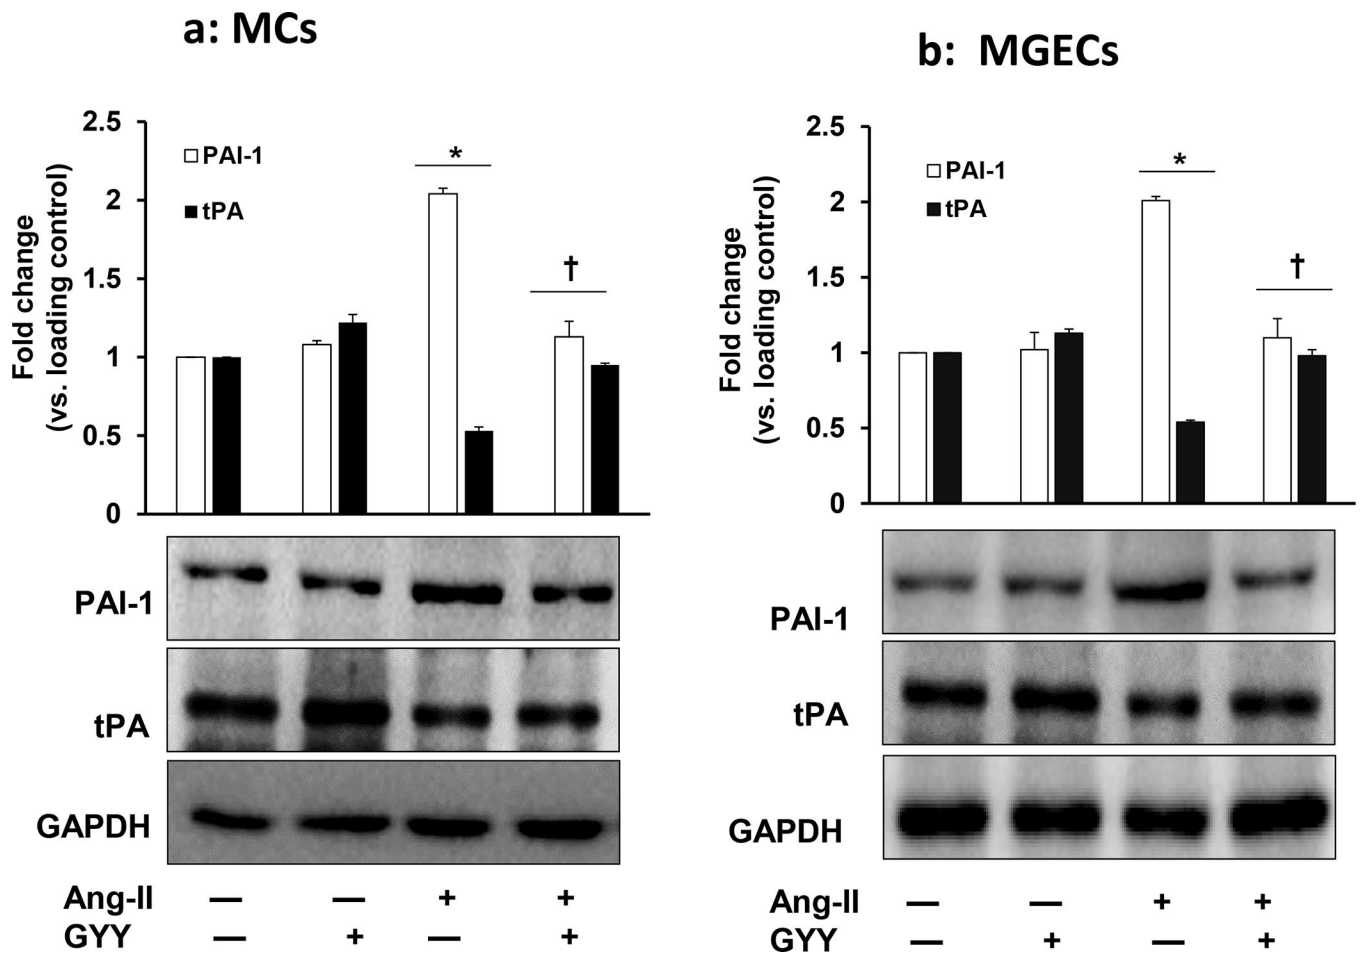 a: MCs
2.5
2
1.5
1
0.5
0
Fold change
(vs. loading control)
PAI-1
tPA
*
†
PAI-1
tPA
GAPDH
Ang-II — — + +
GYY — + — +
b: MGECs
2.5
2
1.5
1
0.5
0
Fold change
(vs. loading control)
PAI-1
tPA
*
†
PAI-1
tPA
GAPDH
Ang-II — — + +
GYY — + — +